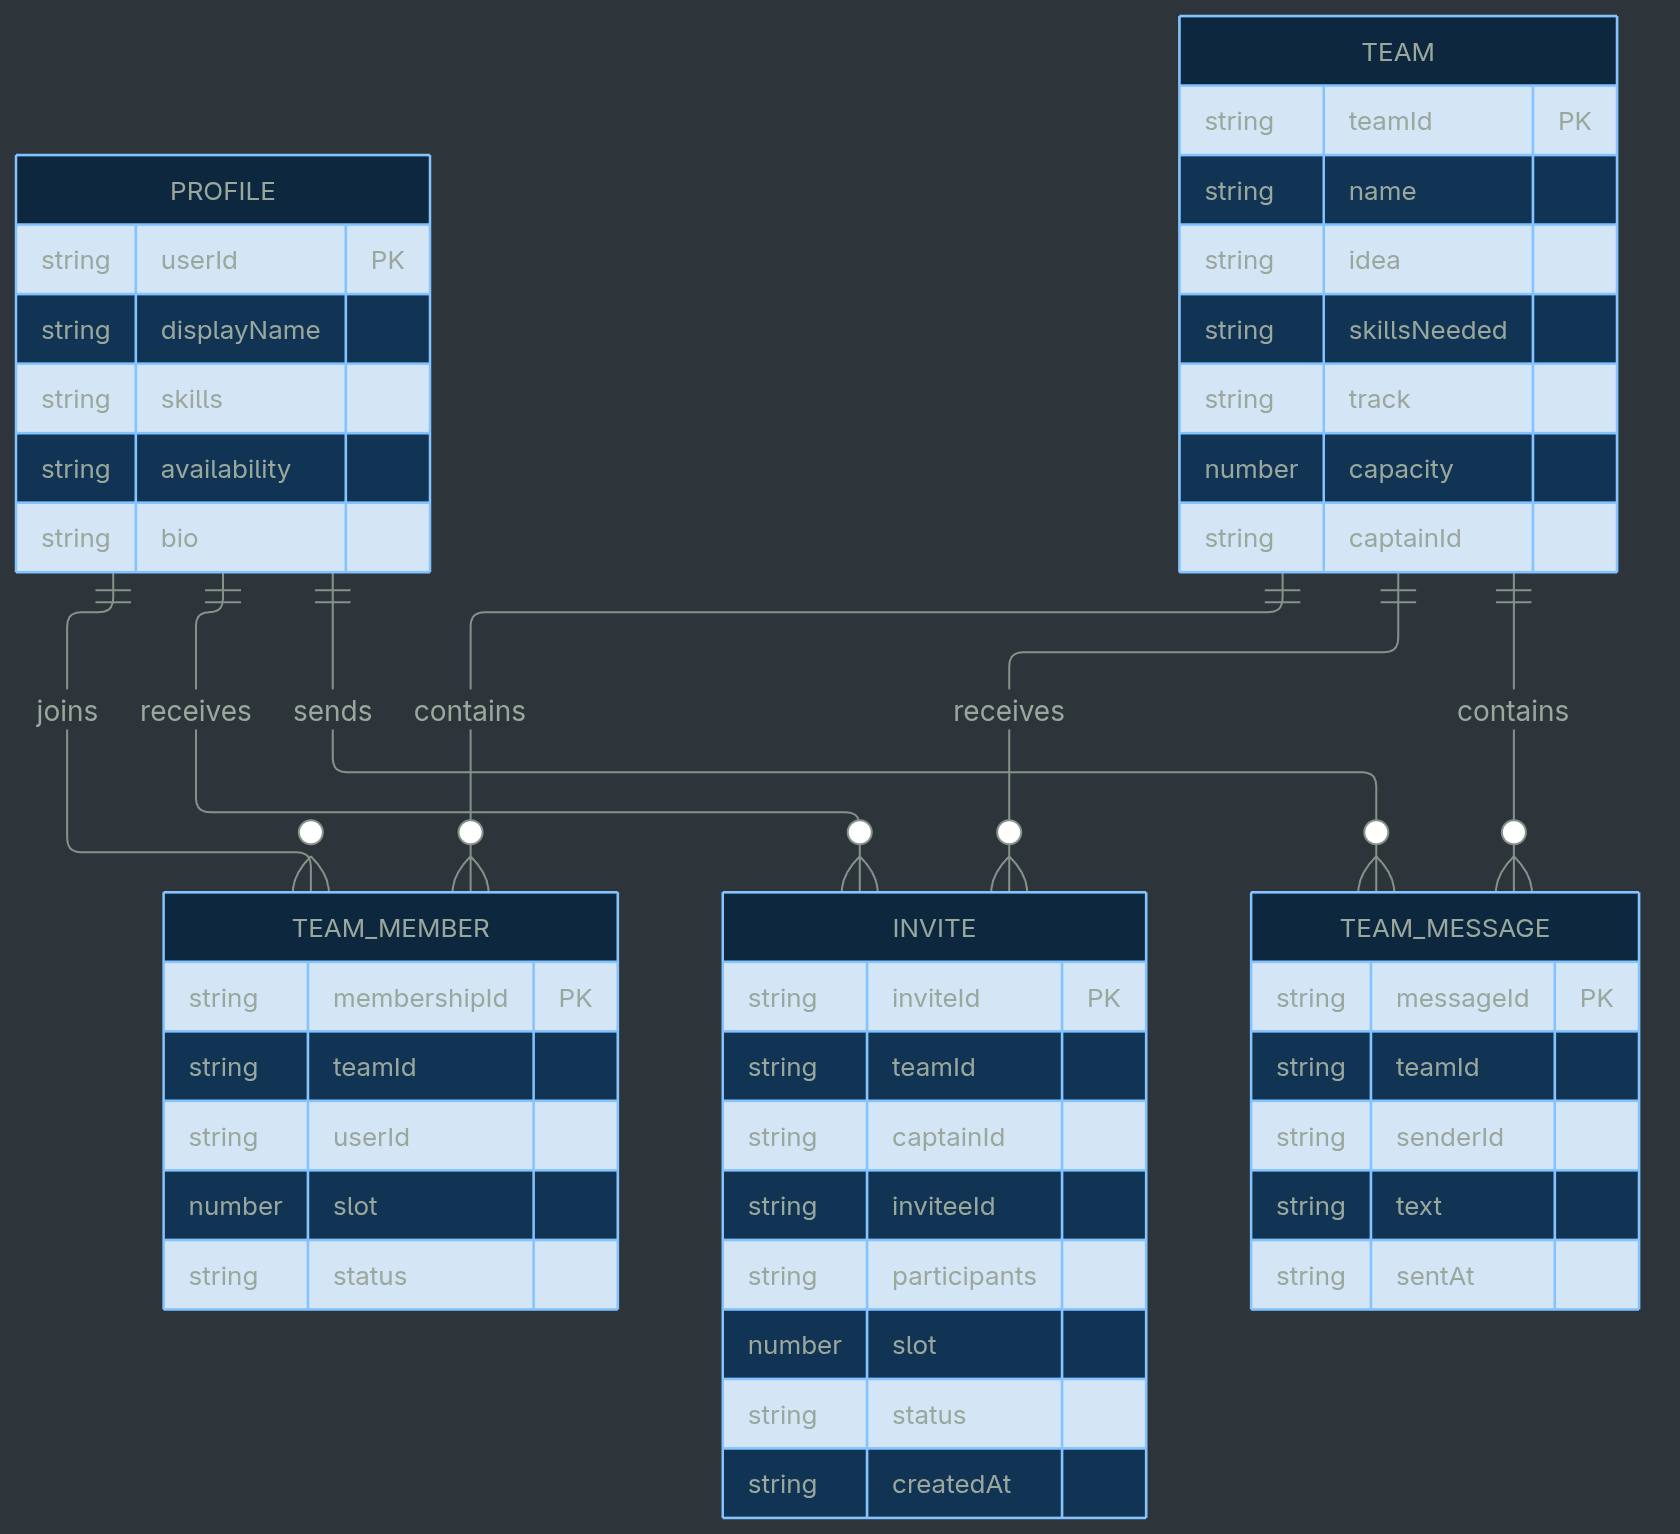 TEAM
string teamId PK
string name
string idea
string skillsNeeded
string track
number capacity
string captainId
PROFILE
string userId PK
string displayName
string skills
string availability
string bio
joins receives sends contains receives contains
TEAM_MEMBER
string membershipId PK
string teamId
string userId
number slot
string status
INVITE
string inviteId PK
string teamId
string captainId
string inviteeId
string participants
number slot
string status
string createdAt
TEAM_MESSAGE
string messageId PK
string teamId
string senderId
string text
string sentAt